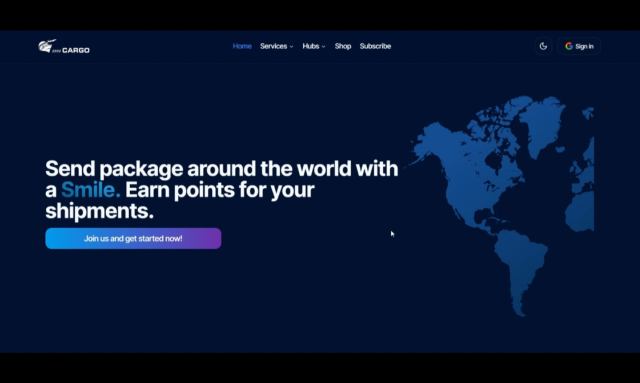 CARGO
Home Services Hubs Shop Subscribe
Sign in
Send package around the world with
a Smile. Earn points for your
shipments.
Join us and get started now!